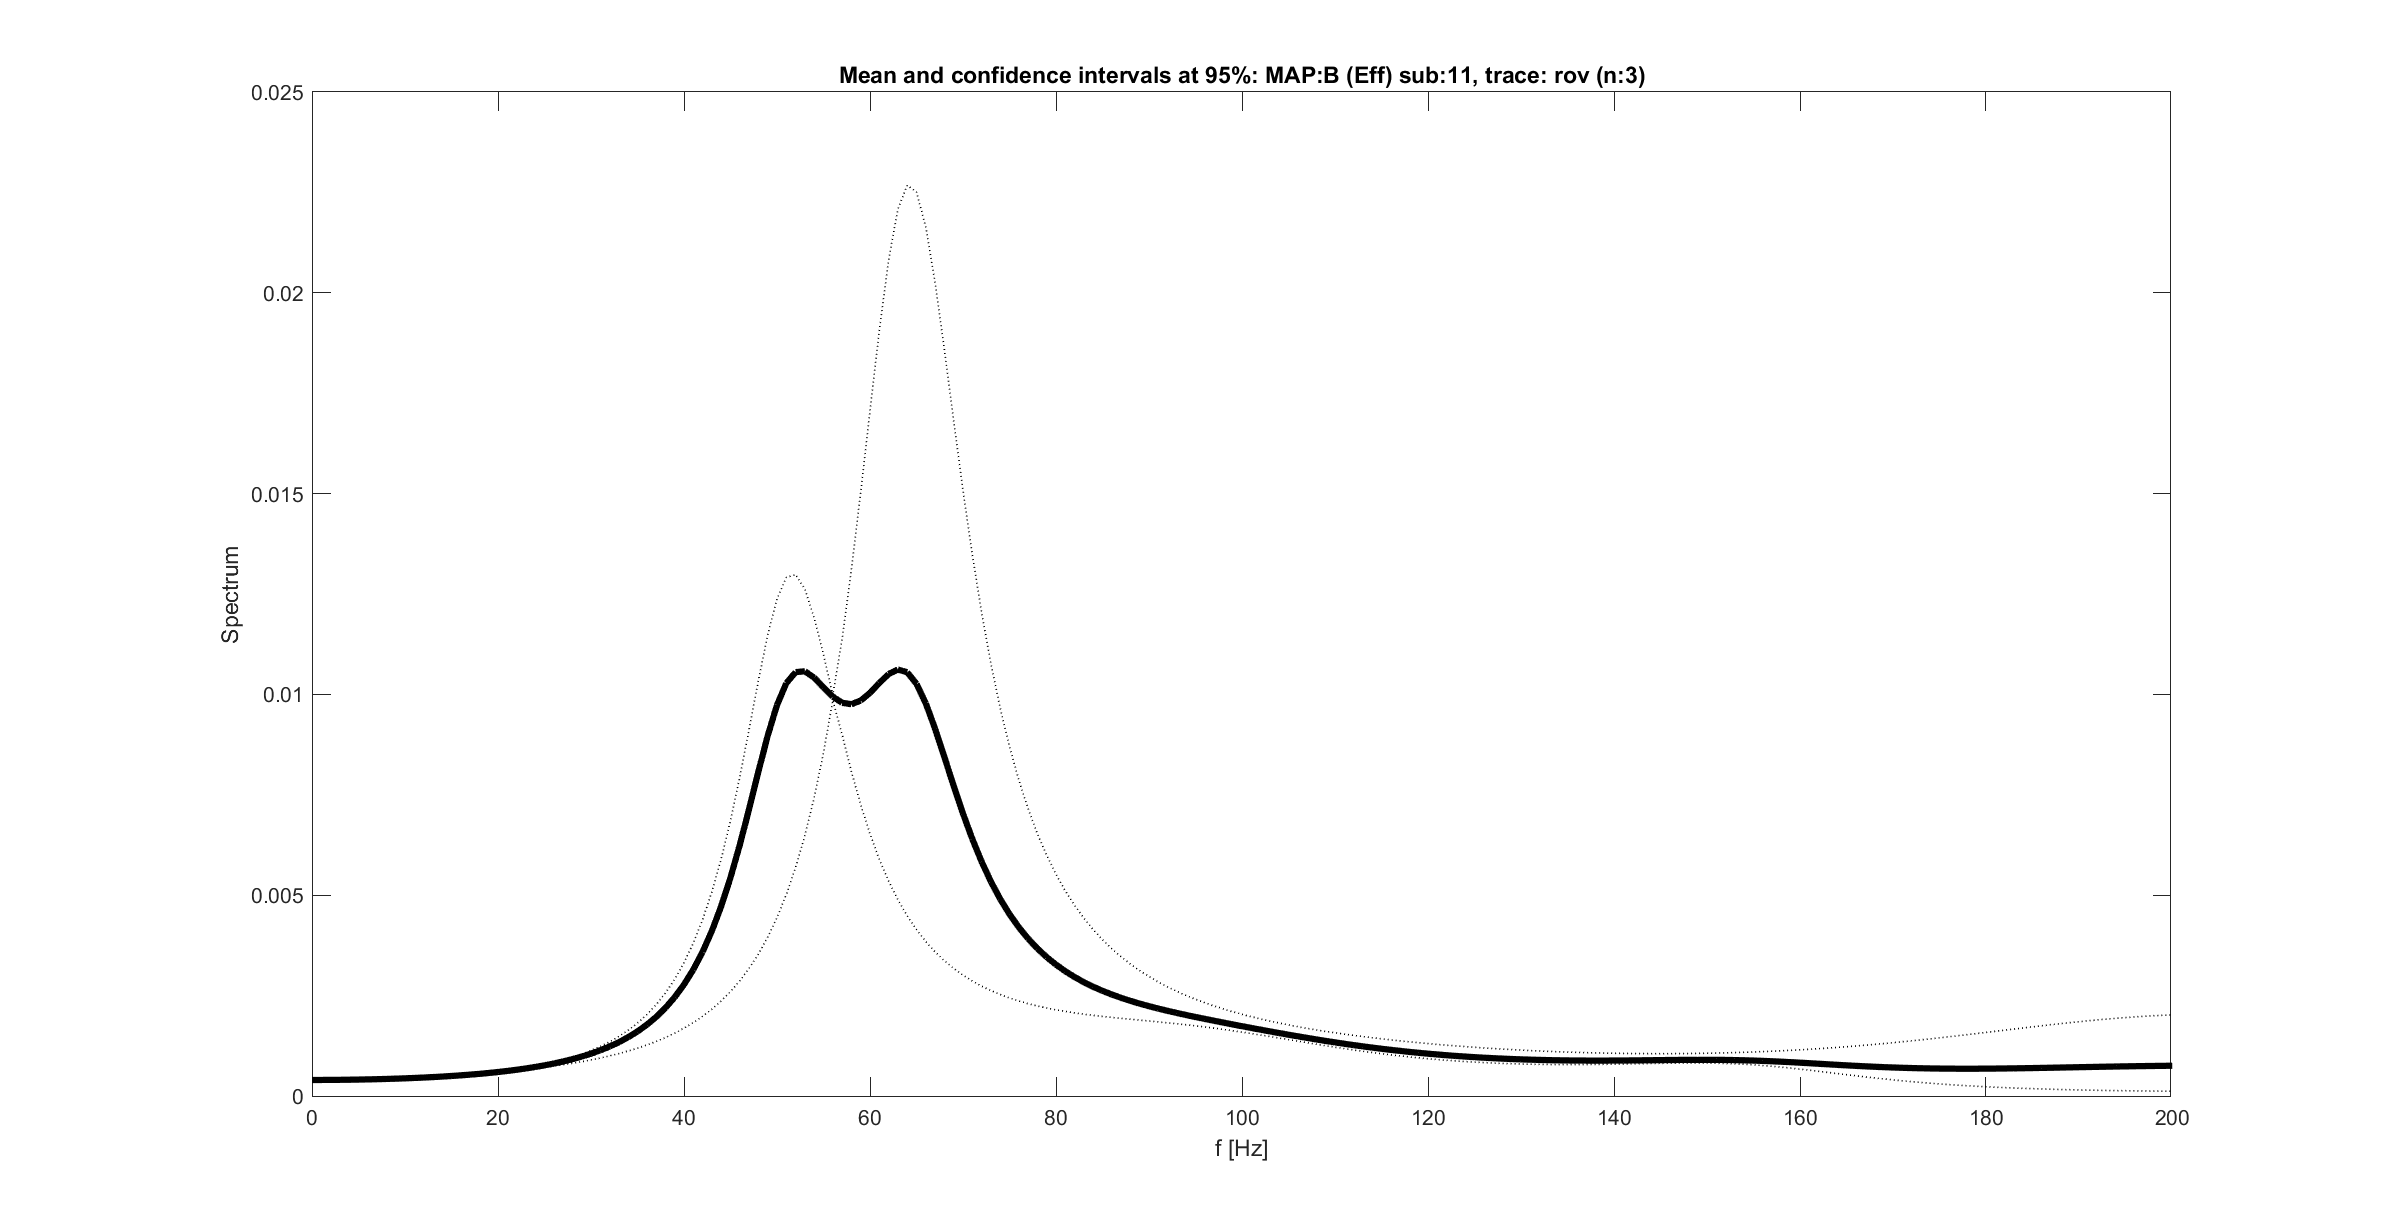 Mean and confidence intervals at 95%: MAP:B (Eff) sub:11, trace: rov (n:3)
0.025
0.02
0.015
0.01
0.005
0
Spectrum
0 20 40 60 80 100 120 140 160 180 200
f [Hz]